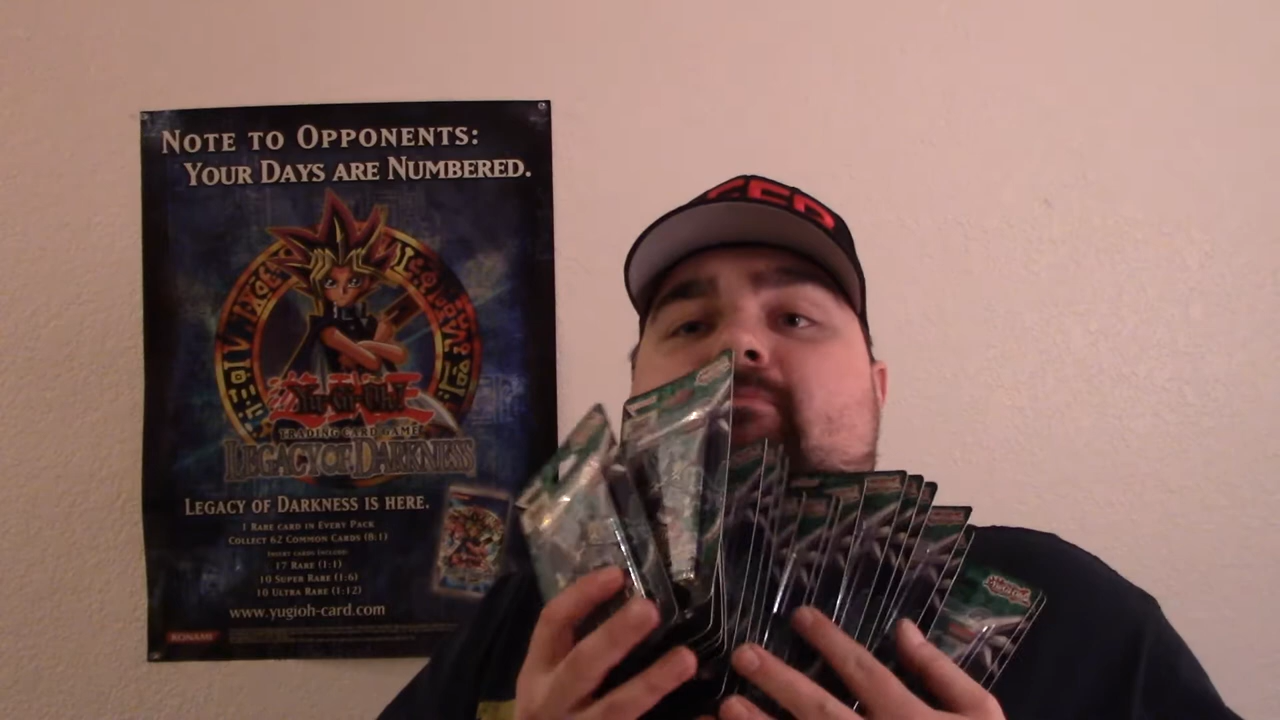 NOTE TO OPPONENTS:
YOUR DAYS ARE NUMBERED.
Yu-Gi-Oh!
TRADING CARD GAME
LEGACY OF DARKNESS
LEGACY OF DARKNESS IS HERE.
1 RARE CARD IN EVERY PACK
COLLECT 62 COMMON CARDS (8:1)
INSERT CARDS INCLUDE:
17 RARE (1:1)
10 SUPER RARE (1:6)
10 ULTRA RARE (1:12)
www.yugioh-card.com
KONAMI